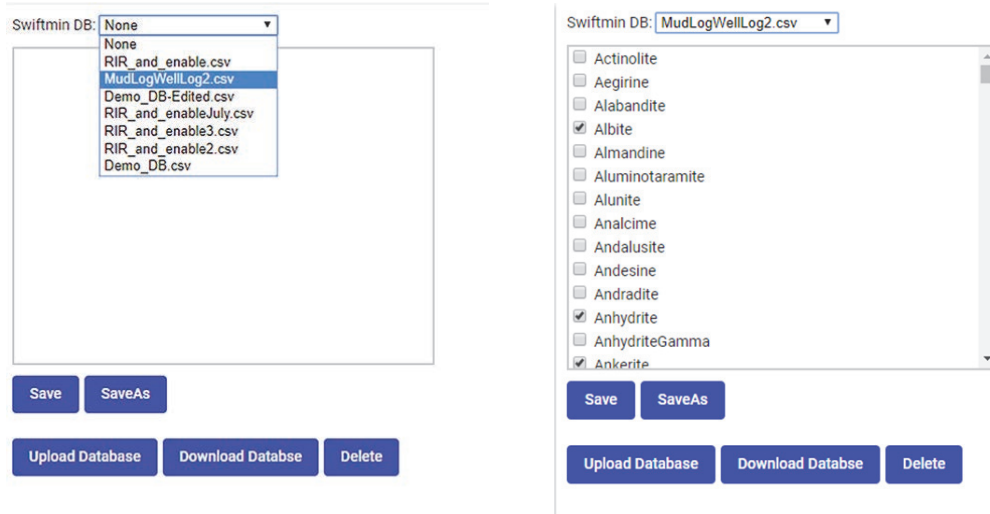 Swiftmin DB: None
None
RIR_and_enable.csv
MudLogWellLog2.csv
Demo_DB-Edited.csv
RIR_and_enableJuly.csv
RIR_and_enable3.csv
RIR_and_enable2.csv
Demo_DB.csv
Save SaveAs
Upload Database Download Databse Delete
Swiftmin DB: MudLogWellLog2.csv
Actinolite
Aegirine
Alabandite
Albite
Almandine
Aluminotaramite
Alunite
Analcime
Andalusite
Andesine
Andradite
Anhydrite
AnhydriteGamma
Ankerite
Save SaveAs
Upload Database Download Databse Delete